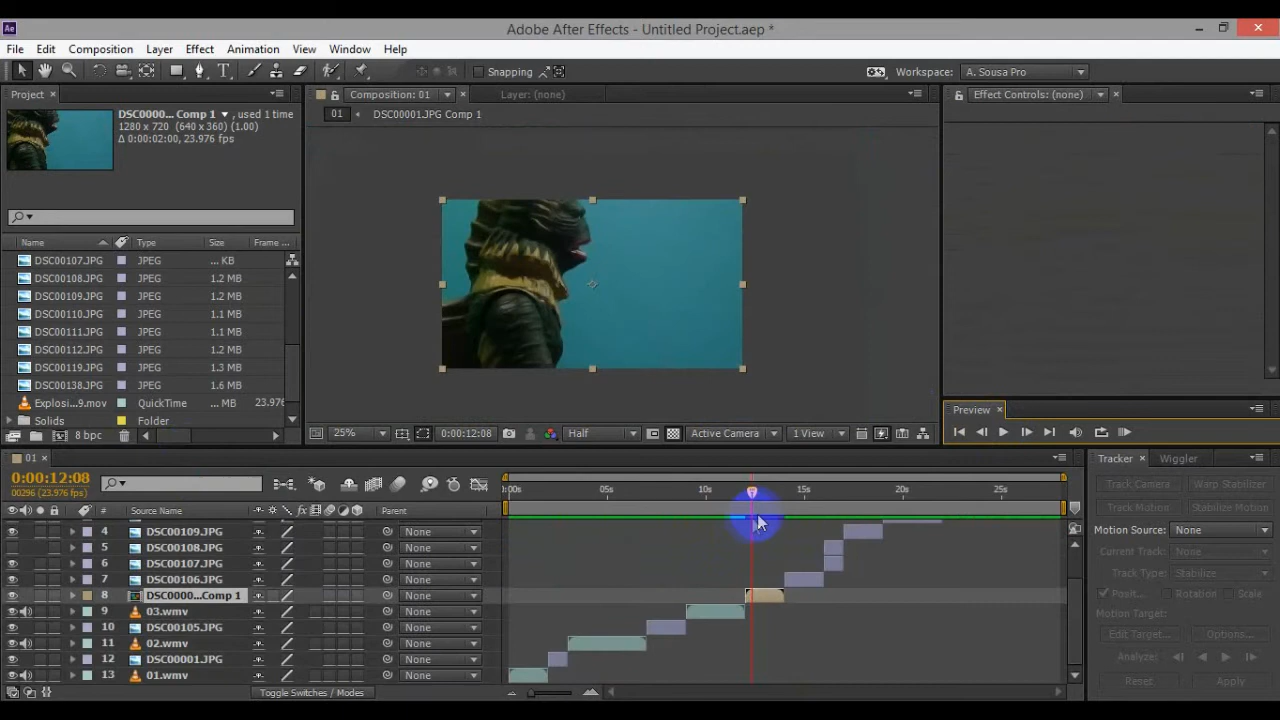 Ae
Adobe After Effects - Untitled Project.aep *
File Edit Composition Layer Effect Animation View Window Help
Snapping
Workspace: A. Sousa Pro
Project
DSC0000... Comp 1 ▼ , used 1 time
1280 x 720 (640 x 360) (1.00)
Δ 0:00:02:00, 23.976 fps
Composition: 01
Layer: (none)
01 DSC00001.JPG Comp 1
Effect Controls: (none)
Name Type Size Frame ...
DSC00107.JPG JPEG ... KB
DSC00108.JPG JPEG 1.2 MB
DSC00109.JPG JPEG 1.2 MB
DSC00110.JPG JPEG 1.1 MB
DSC00111.JPG JPEG 1.1 MB
DSC00112.JPG JPEG 1.2 MB
DSC00119.JPG JPEG 1.3 MB
DSC00138.JPG JPEG 1.6 MB
Explosi...9.mov QuickTime ... MB 23.976
Solids Folder
8 bpc
25% 0:00:12:08 Half Active Camera 1 View
Preview
01
0:00:12:08
00296 (23.976 fps)
# Source Name Parent
:00s 05s 10s 15s 20s 25s
4 DSC00109.JPG None
5 DSC00108.JPG None
6 DSC00107.JPG None
7 DSC00106.JPG None
8 DSC0000...Comp 1 None
9 03.wmv None
10 DSC00105.JPG None
11 02.wmv None
12 DSC00001.JPG None
13 01.wmv None
Toggle Switches / Modes
Tracker Wiggler
Track Camera Warp Stabilizer
Track Motion Stabilize Motion
Motion Source: None
Current Track: None
Track Type: Stabilize
Positi... Rotation Scale
Motion Target:
Edit Target... Options...
Analyze:
Reset Apply